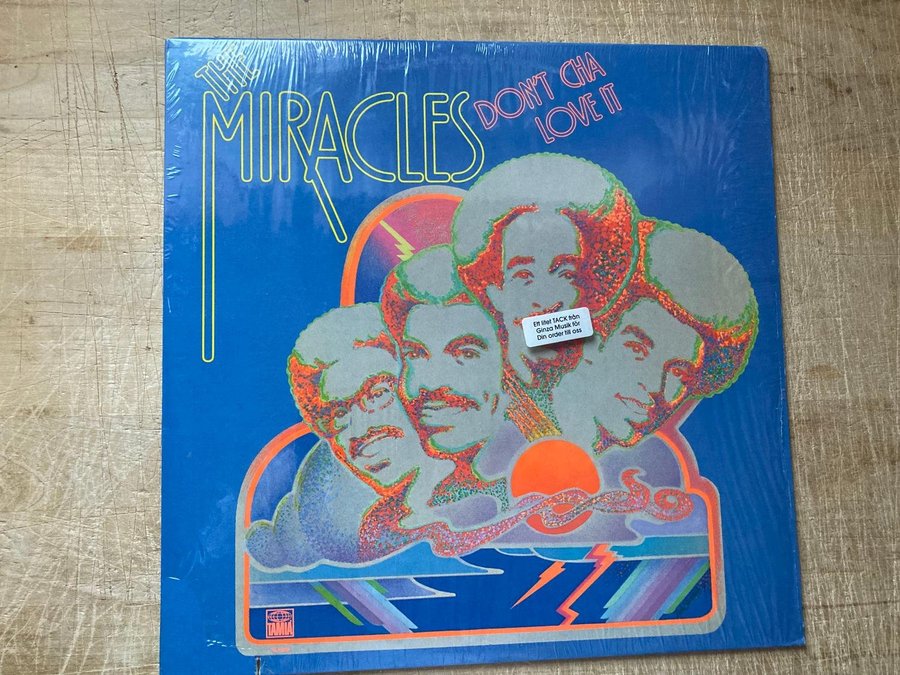 THE
MIRACLES
DON'T CHA
LOVE IT
Ett litet TACK från
Ginza Musik för
Din order till oss
TAMLA